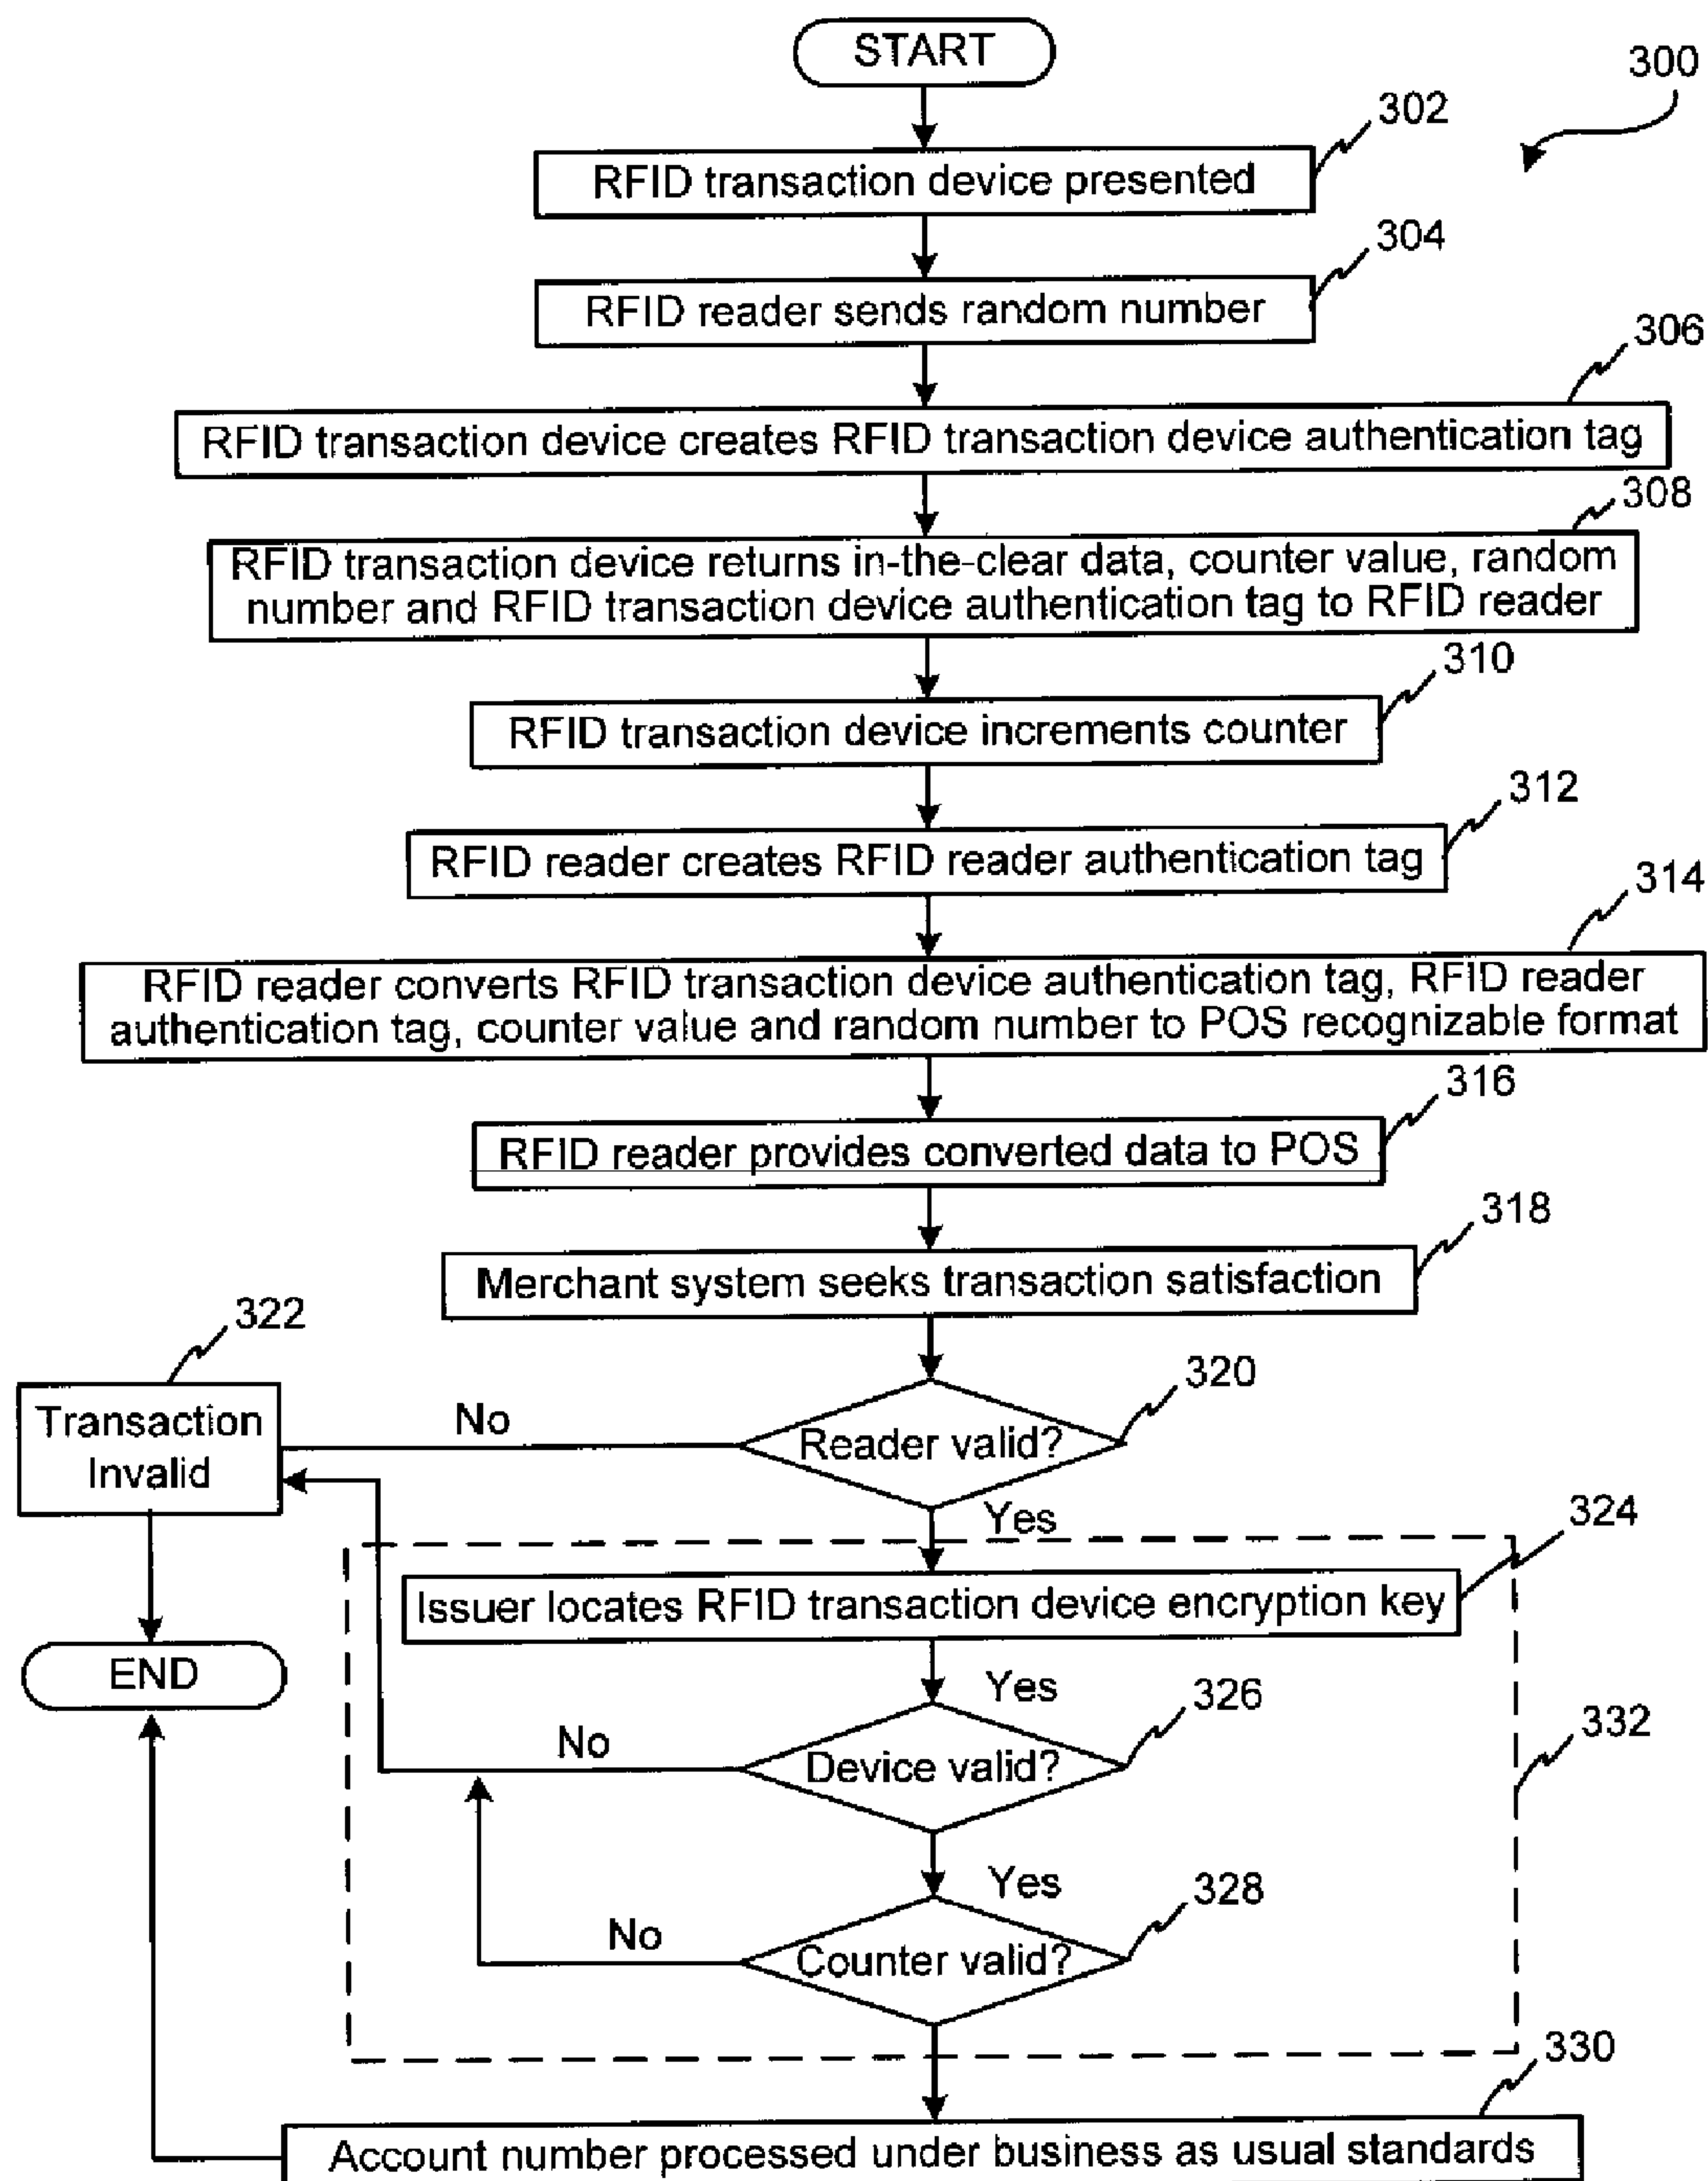 START
300
302
RFID transaction device presented
304
RFID reader sends random number
306
RFID transaction device creates RFID transaction device authentication tag
308
RFID transaction device returns in-the-clear data, counter value, random
number and RFID transaction device authentication tag to RFID reader
310
RFID transaction device increments counter
312
RFID reader creates RFID reader authentication tag
314
RFID reader converts RFID transaction device authentication tag, RFID reader
authentication tag, counter value and random number to POS recognizable format
316
RFID reader provides converted data to POS
318
Merchant system seeks transaction satisfaction
322
320
Transaction
Invalid
No
Reader valid?
Yes
324
Issuer locates RFID transaction device encryption key
END
Yes
326
332
No
Device valid?
Yes
328
No
Counter valid?
330
Account number processed under business as usual standards